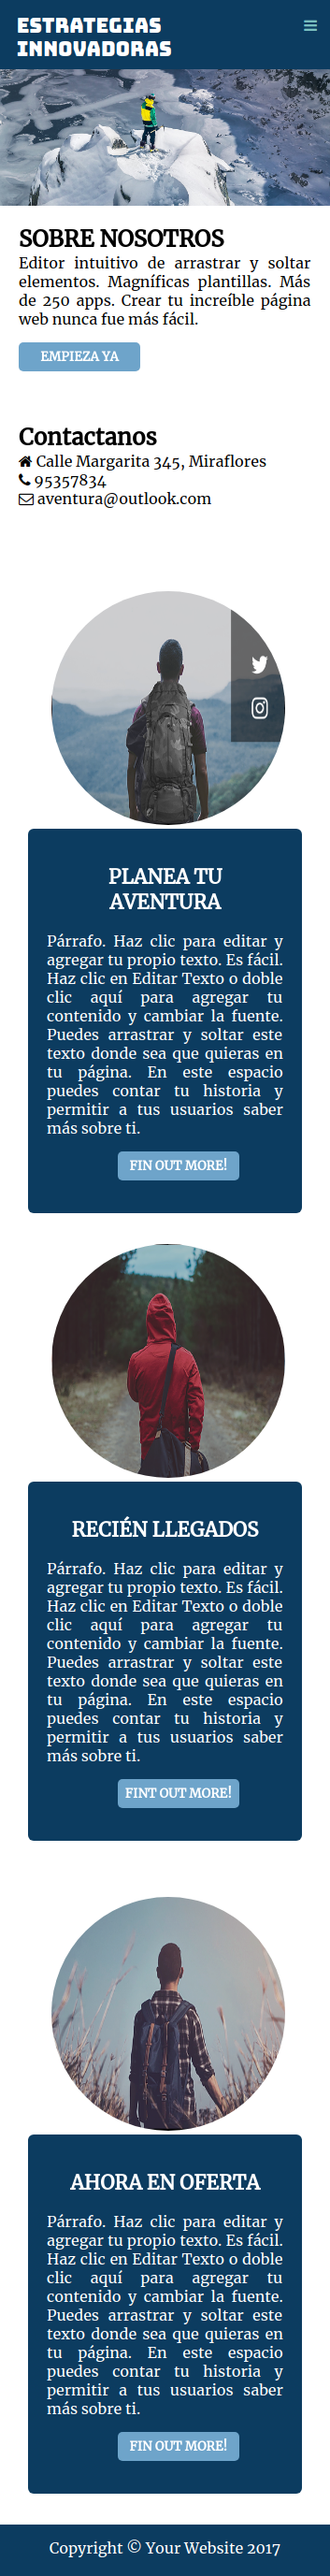 ESTRATEGIAS
INNOVADORAS
SOBRE NOSOTROS
Editor intuitivo de arrastrar y soltar
elementos. Magníficas plantillas. Más
de 250 apps. Crear tu increíble página
web nunca fue más fácil.
EMPIEZA YA
Contactanos
Calle Margarita 345, Miraflores
95357834
aventura@outlook.com
PLANEA TU
AVENTURA
Párrafo. Haz clic para editar y
agregar tu propio texto. Es fácil.
Haz clic en Editar Texto o doble
clic aquí para agregar tu
contenido y cambiar la fuente.
Puedes arrastrar y soltar este
texto donde sea que quieras en
tu página. En este espacio
puedes contar tu historia y
permitir a tus usuarios saber
más sobre ti.
FIN OUT MORE!
RECIÉN LLEGADOS
Párrafo. Haz clic para editar y
agregar tu propio texto. Es fácil.
Haz clic en Editar Texto o doble
clic aquí para agregar tu
contenido y cambiar la fuente.
Puedes arrastrar y soltar este
texto donde sea que quieras en
tu página. En este espacio
puedes contar tu historia y
permitir a tus usuarios saber
más sobre ti.
FINT OUT MORE!
AHORA EN OFERTA
Párrafo. Haz clic para editar y
agregar tu propio texto. Es fácil.
Haz clic en Editar Texto o doble
clic aquí para agregar tu
contenido y cambiar la fuente.
Puedes arrastrar y soltar este
texto donde sea que quieras en
tu página. En este espacio
puedes contar tu historia y
permitir a tus usuarios saber
más sobre ti.
FIN OUT MORE!
Copyright © Your Website 2017